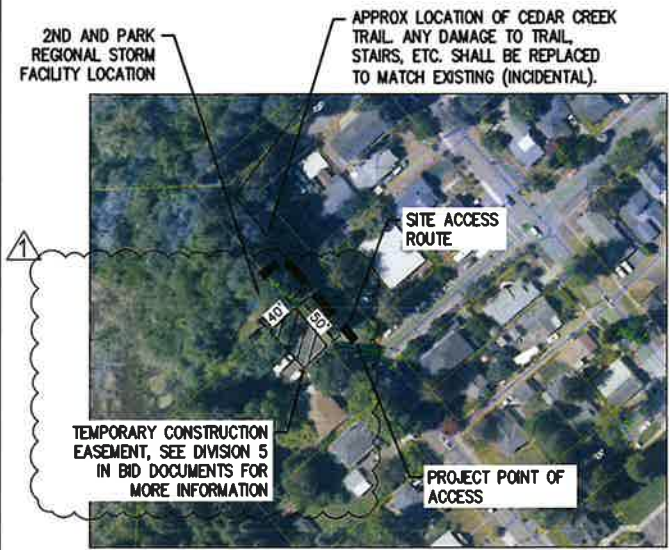 2ND AND PARK
REGIONAL STORM
FACILITY LOCATION
APPROX LOCATION OF CEDAR CREEK
TRAIL. ANY DAMAGE TO TRAIL,
STAIRS, ETC. SHALL BE REPLACED
TO MATCH EXISTING (INCIDENTAL).
1
SITE ACCESS
ROUTE
40'
50'
TEMPORARY CONSTRUCTION
EASEMENT, SEE DIVISION 5
IN BID DOCUMENTS FOR
MORE INFORMATION
PROJECT POINT OF
ACCESS